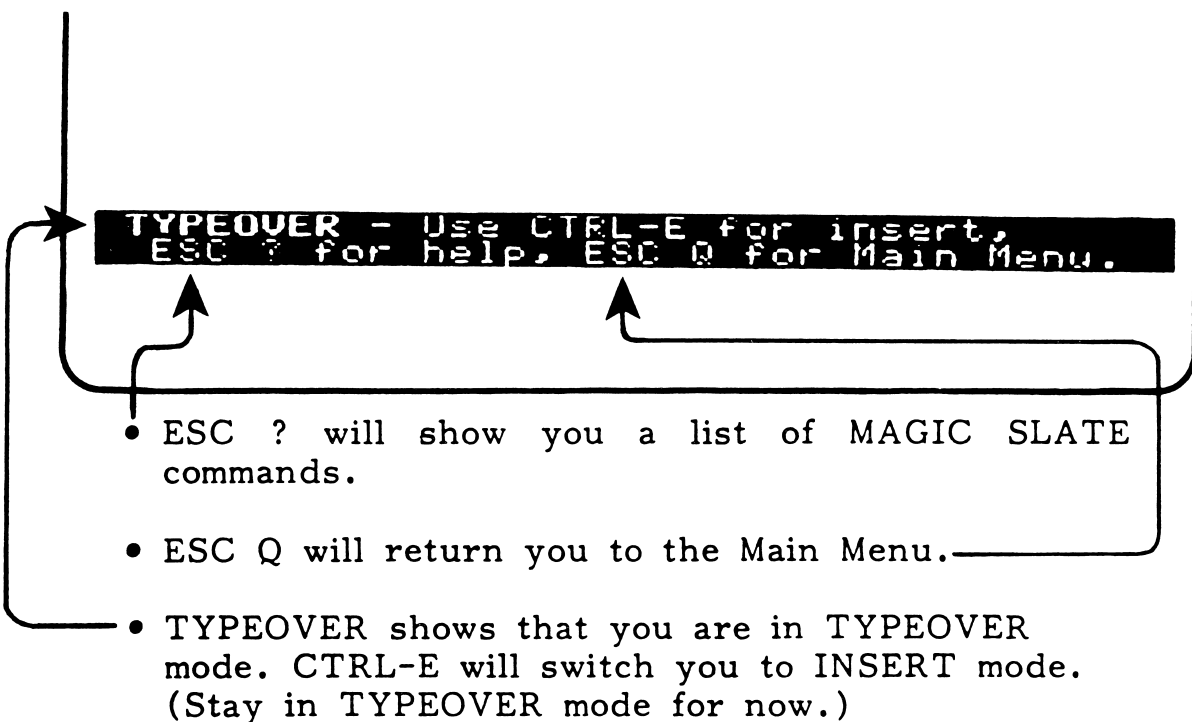 TYPEOVER - Use CTRL-E for insert,
ESC ? for help, ESC Q for Main Menu.
• ESC ? will show you a list of MAGIC SLATE
commands.
• ESC Q will return you to the Main Menu.
• TYPEOVER shows that you are in TYPEOVER
mode. CTRL-E will switch you to INSERT mode.
(Stay in TYPEOVER mode for now.)